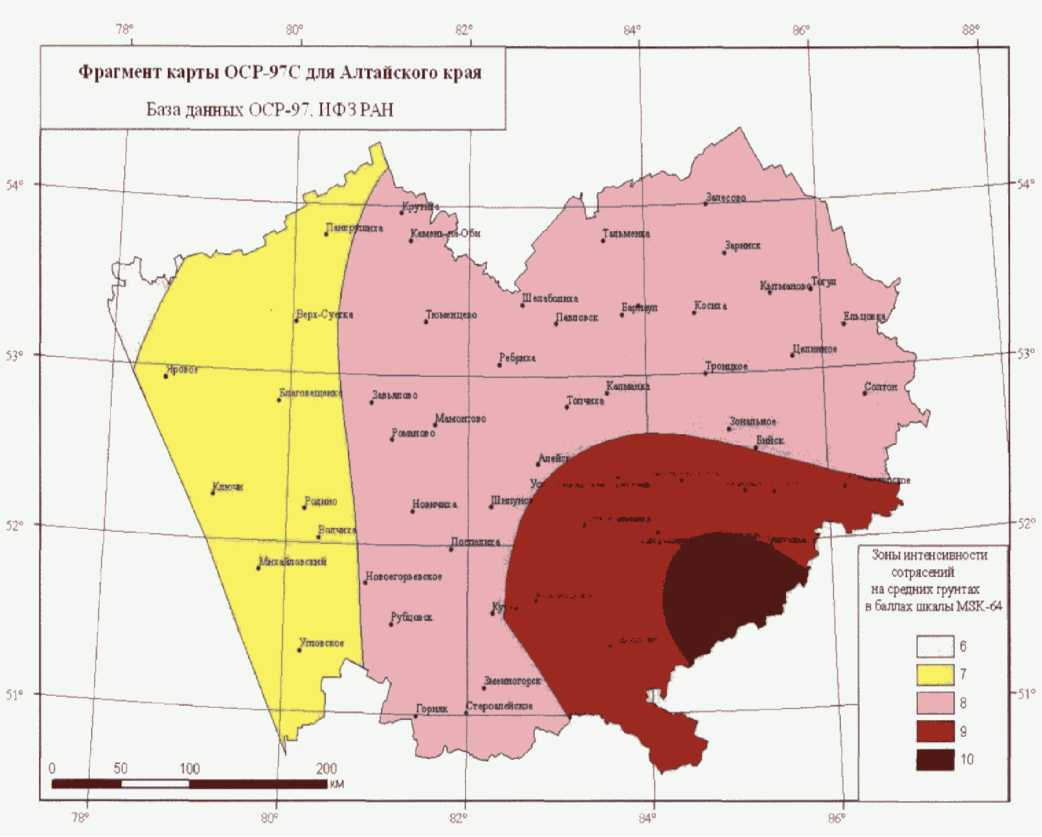 78° 80° 82° 84° 86° 88°
Фрагмент карты ОСР-97С для Алтайского края
База данных ОСР-97, ИФЗ РАН
54° 54°
Залесово
Крутиха
Панкрушиха Камень-на-Оби Тальменка
Заринск
Кытманово Тогул
Шелаболиха
Верх-Суетка Тюменцево Павловск Барнаул Косиха Ельцовка
53° Ребриха Целинное 53°
Яровое Троицкое
Благовещенка Завьялово Калманка Солтон
Топчиха
Мамонтово Зональное
Романово Бийск
Алейск
Ключи
Родино Новичиха Шипуново
52° Волчиха 52°
Поспелиха
Михайловский
Новоегорьевское
Рубцовск
Угловское
Змеиногорск
51° Горняк Староалейское 51°
Зоны интенсивности
сотрясений
на средних грунтах
в баллах шкалы MSK-64
6
7
8
9
10
0 50 100 200
км
78° 80° 82° 84° 86°